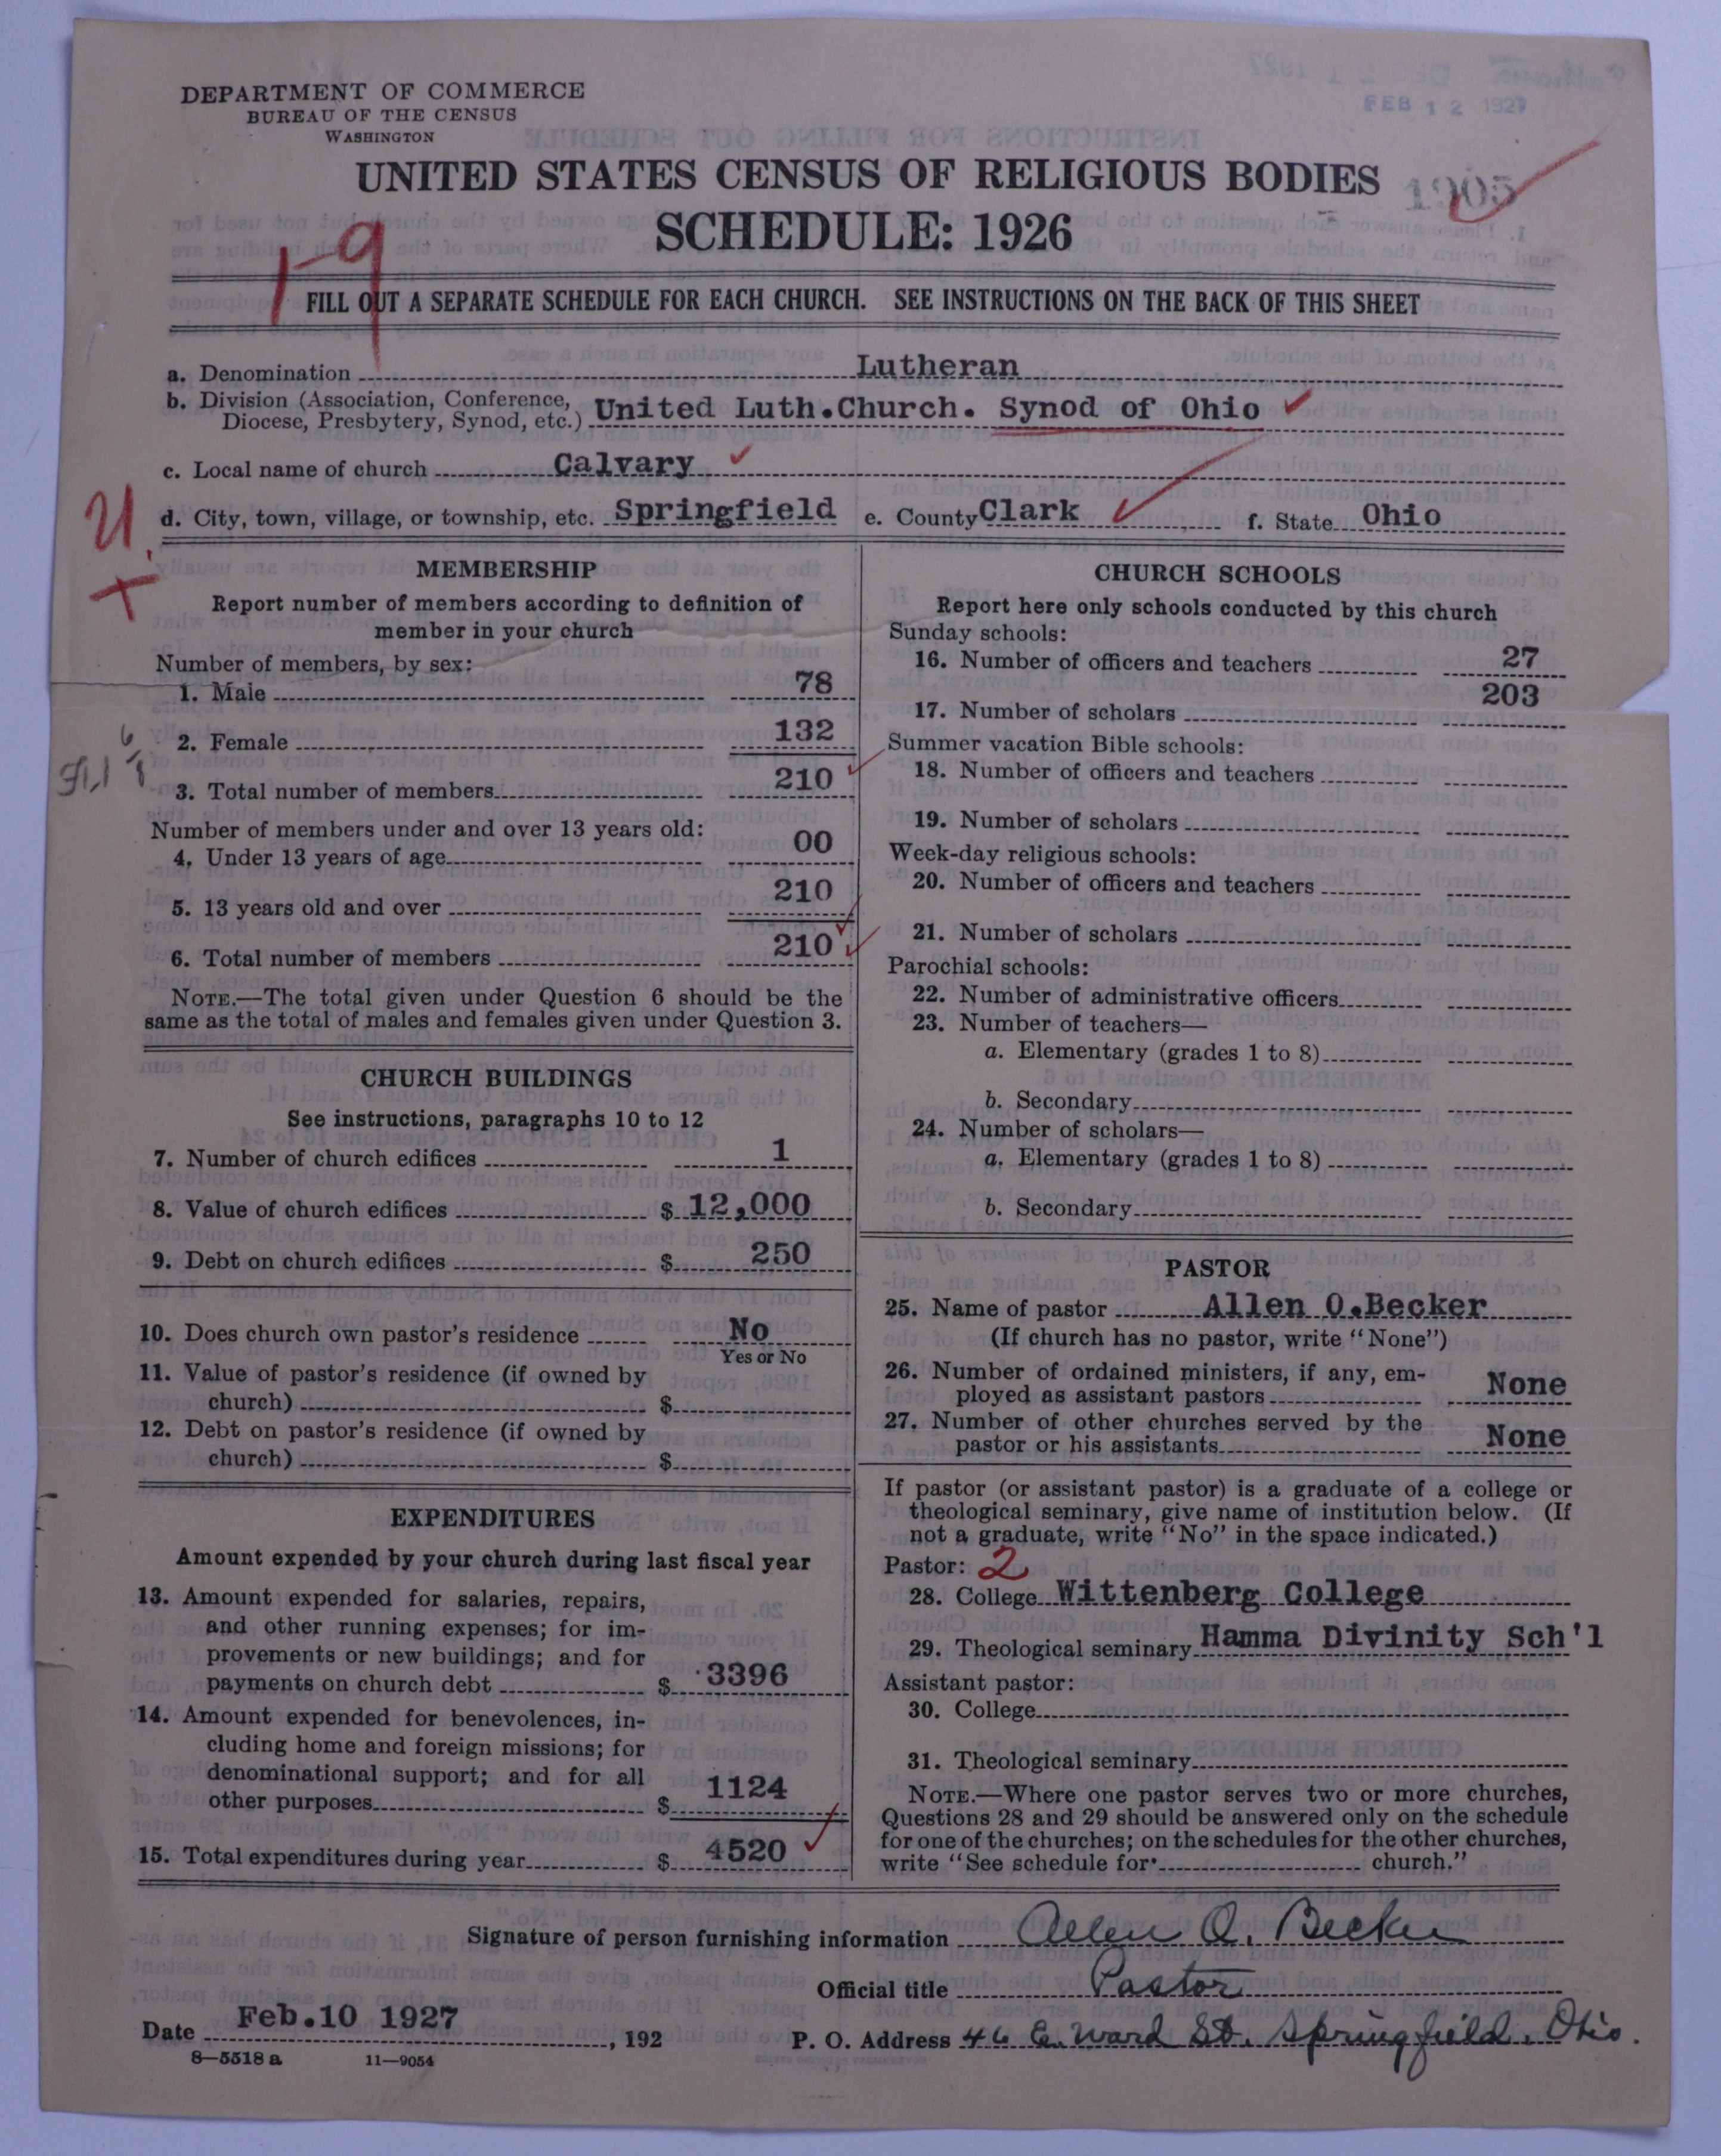 DEPARTMENT OF COMMERCE
BUREAU OF THE CENSUS
WASHINGTON
FEB 12 1927
UNITED STATES CENSUS OF RELIGIOUS BODIES
1905
SCHEDULE: 1926
1-9
FILL OUT A SEPARATE SCHEDULE FOR EACH CHURCH. SEE INSTRUCTIONS ON THE BACK OF THIS SHEET
a. Denomination Lutheran
b. Division (Association, Conference,
Diocese, Presbytery, Synod, etc.) United Luth.Church. Synod of Ohio
c. Local name of church Calvary
d. City, town, village, or township, etc. Springfield e. County Clark f. State Ohio
MEMBERSHIP
Report number of members according to definition of
member in your church
Number of members, by sex:
1. Male 78
2. Female 132
3. Total number of members 210
Number of members under and over 13 years old:
4. Under 13 years of age 00
5. 13 years old and over 210
6. Total number of members 210
NOTE.—The total given under Question 6 should be the
same as the total of males and females given under Question 3.
CHURCH BUILDINGS
See instructions, paragraphs 10 to 12
7. Number of church edifices 1
8. Value of church edifices $ 12,000
9. Debt on church edifices $ 250
10. Does church own pastor's residence No
Yes or No
11. Value of pastor's residence (if owned by
church) $
12. Debt on pastor's residence (if owned by
church) $
EXPENDITURES
Amount expended by your church during last fiscal year
13. Amount expended for salaries, repairs,
and other running expenses; for im-
provements or new buildings; and for
payments on church debt $ 3396
14. Amount expended for benevolences, in-
cluding home and foreign missions; for
denominational support; and for all
other purposes $ 1124
15. Total expenditures during year $ 4520
CHURCH SCHOOLS
Report here only schools conducted by this church
Sunday schools:
16. Number of officers and teachers 27
17. Number of scholars 203
Summer vacation Bible schools:
18. Number of officers and teachers
19. Number of scholars
Week-day religious schools:
20. Number of officers and teachers
21. Number of scholars
Parochial schools:
22. Number of administrative officers
23. Number of teachers—
a. Elementary (grades 1 to 8)
b. Secondary
24. Number of scholars—
a. Elementary (grades 1 to 8)
b. Secondary
PASTOR
25. Name of pastor Allen O.Becker
(If church has no pastor, write "None")
26. Number of ordained ministers, if any, em-
ployed as assistant pastors None
27. Number of other churches served by the
pastor or his assistants None
If pastor (or assistant pastor) is a graduate of a college or
theological seminary, give name of institution below. (If
not a graduate, write "No" in the space indicated.)
Pastor: 2
28. College Wittenberg College
29. Theological seminary Hamma Divinity Sch'l
Assistant pastor:
30. College
31. Theological seminary
NOTE.—Where one pastor serves two or more churches,
Questions 28 and 29 should be answered only on the schedule
for one of the churches; on the schedules for the other churches,
write "See schedule for church."
Signature of person furnishing information Allen O. Becker
Official title Pastor
Date Feb.10 1927, 192
P. O. Address 46 E. Ward St. Springfield, Ohio.
8—5518 a 11—9054